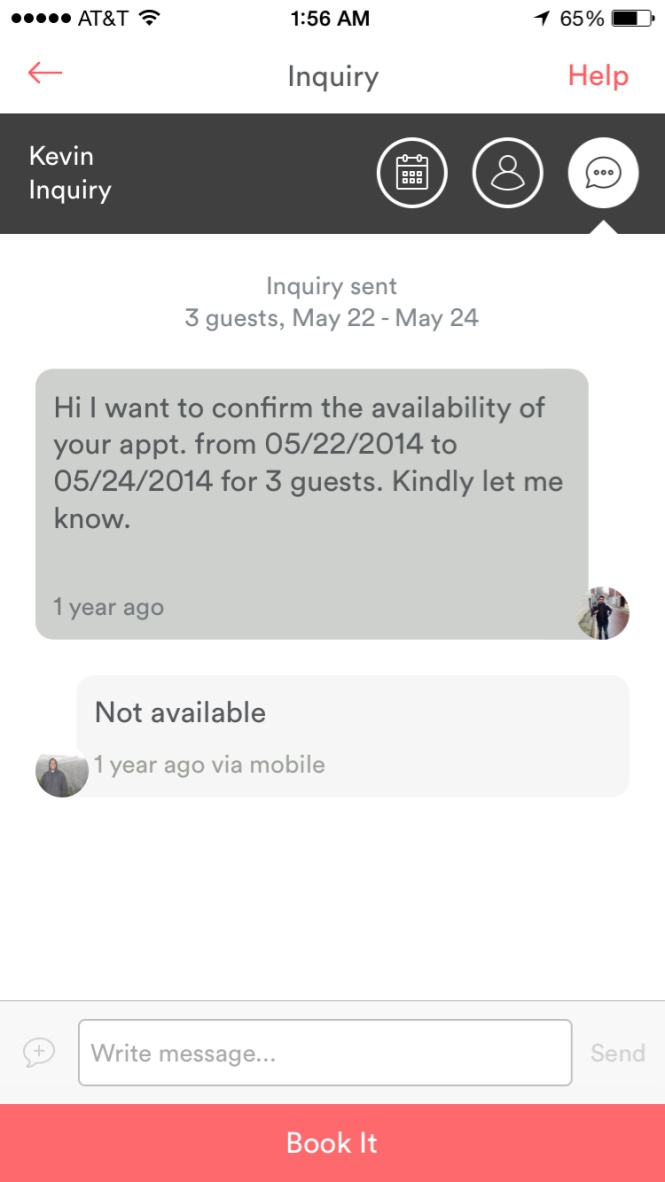 AT&T 1:56 AM 65%
Inquiry Help
Kevin
Inquiry
Inquiry sent
3 guests, May 22 - May 24
Hi I want to confirm the availability of
your appt. from 05/22/2014 to
05/24/2014 for 3 guests. Kindly let me
know.
1 year ago
Not available
1 year ago via mobile
Write message...
Send
Book It